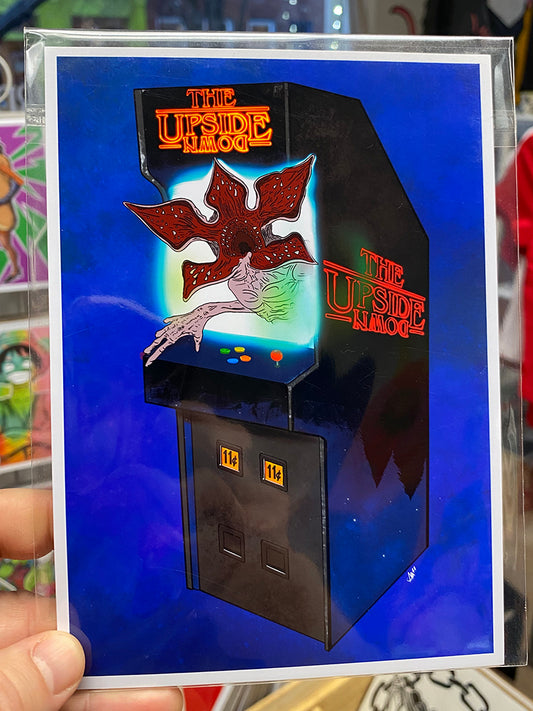 THE
UPSIDE
DOWN
THE
UPSIDE
DOWN
11¢
11¢